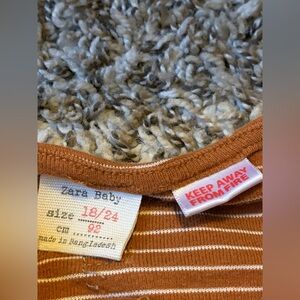 Zara Baby
size 18/24
cm 92
made in Bangladesh
KEEP AWAY
FROM FIRE